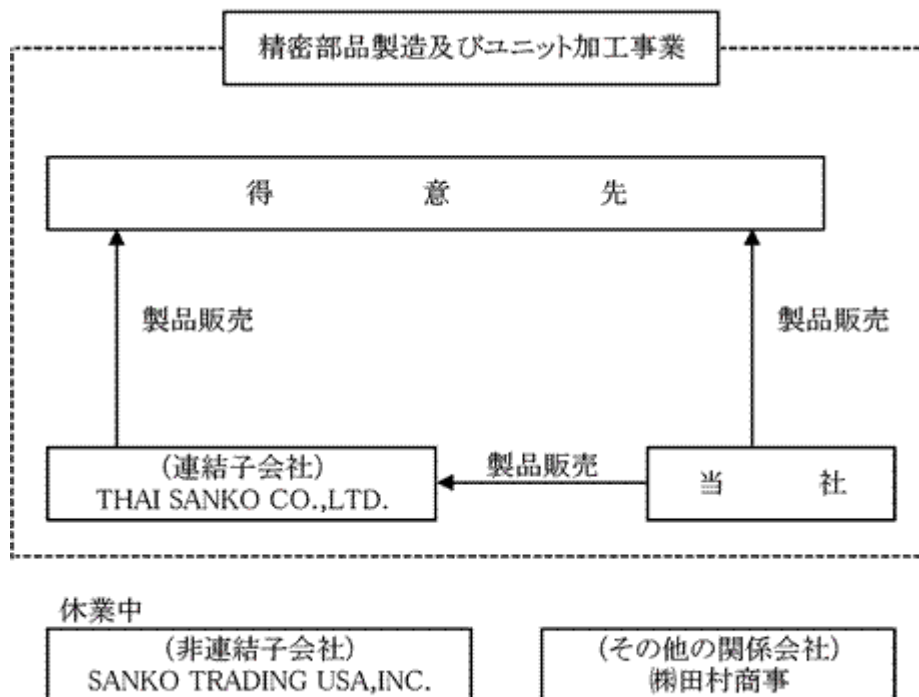 精密部品製造及びユニット加工事業
得意先
製品販売
製品販売
(連結子会社)
THAI SANKO CO.,LTD.
製品販売
当社
休業中
(非連結子会社)
SANKO TRADING USA,INC.
(その他の関係会社)
㈱田村商事